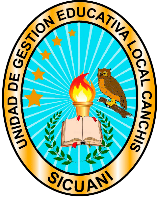 UNIDAD DE GESTION EDUCATIVA LOCAL CANCHIS
SICUANI